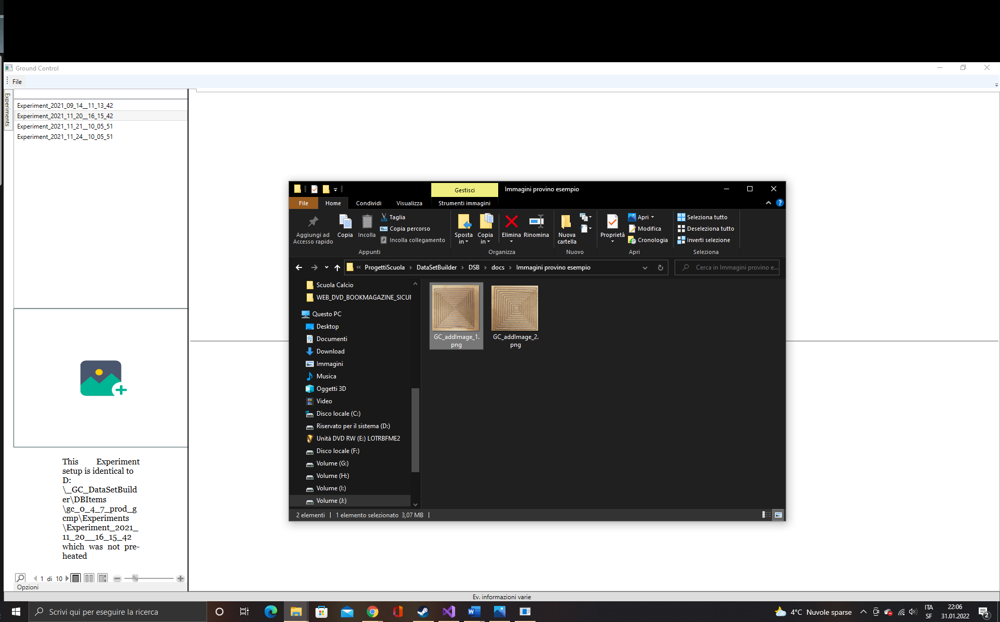 Ground Control
File
Experiments
Experiment_2021_09_14__11_13_42
Experiment_2021_11_20__16_15_42
Experiment_2021_11_21__10_05_51
Experiment_2021_11_24__10_05_51
This Experiment
setup is identical to
D:
\_GC_DataSetBuild
er\DBItems
\gc_0_4_7_prod_g
cmp\Experiments
\Experiment_2021_
11_20__16_15_42
which was not pre-
heated
1 di 10
Opzioni
Ev. informazioni varie
Gestisci
Immagini provino esempio
File
Home
Condividi
Visualizza
Strumenti immagini
Aggiungi ad
Accesso rapido
Copia
Incolla
Taglia
Copia percorso
Incolla collegamento
Appunti
Sposta
in
Copia
in
Elimina
Rinomina
Organizza
Nuova
cartella
Nuovo
Proprietà
Apri
Modifica
Cronologia
Apri
Seleziona tutto
Deseleziona tutto
Inverti selezione
Seleziona
« ProgettiScuola › DataSetBuilder › DSB › docs › Immagini provino esempio
Cerca in Immagini provino e...
Scuola Calcio
WEB_DVD_BOOKMAGAZINE_SICUR
Questo PC
Desktop
Documenti
Download
Immagini
Musica
Oggetti 3D
Video
Disco locale (C:)
Riservato per il sistema (D:)
Unità DVD RW (E:) LOTRBFME2
Disco locale (F:)
Volume (G:)
Volume (H:)
Volume (I:)
Volume (J:)
GC_addImage_1.
png
GC_addImage_2.
png
2 elementi
1 elemento selezionato 3,07 MB
Scrivi qui per eseguire la ricerca
4°C Nuvole sparse
ITA
SF
22:06
31.01.2022
2